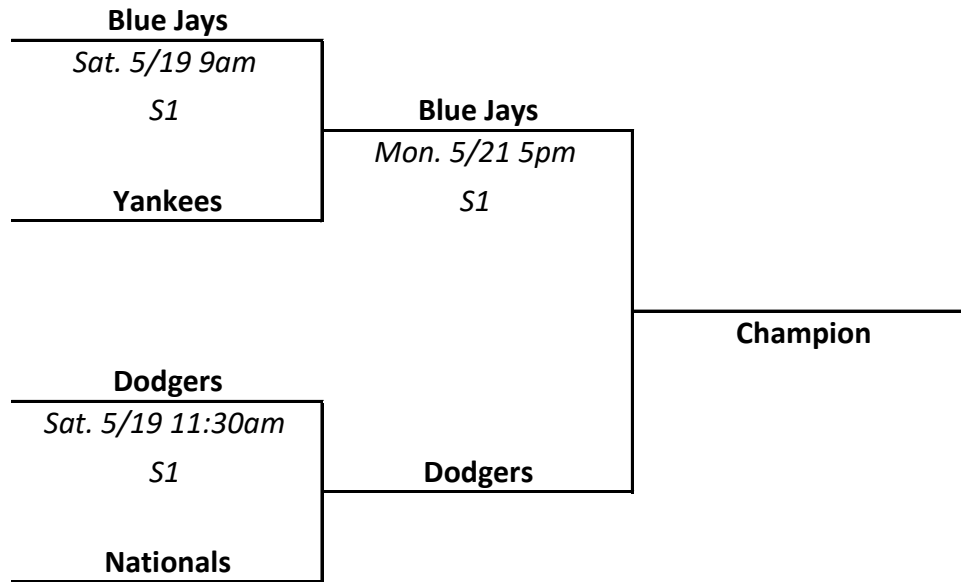 Blue Jays
Sat. 5/19 9am
S1
Yankees
Blue Jays
Mon. 5/21 5pm
S1
Champion
Dodgers
Sat. 5/19 11:30am
S1
Nationals
Dodgers